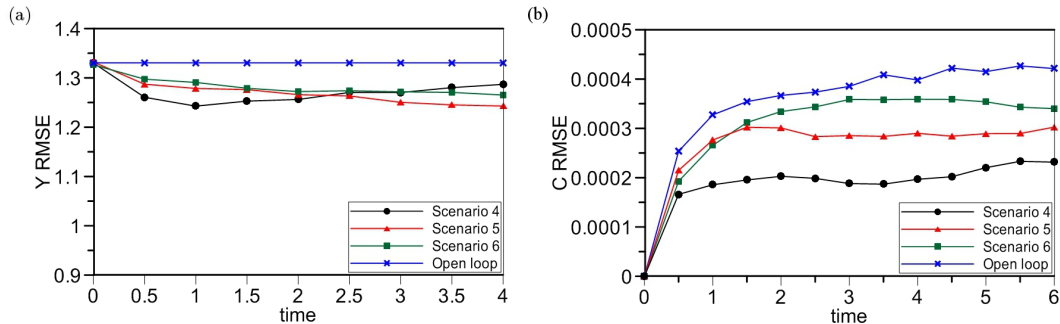 (a)
1.4
1.3
1.2
1.1
1
0.9
Y RMSE
0 0.5 1 1.5 2 2.5 3 3.5 4
time
Scenario 4
Scenario 5
Scenario 6
Open loop
(b)
0.0005
0.0004
0.0003
0.0002
0.0001
0
C RMSE
0 1 2 3 4 5 6
time
Scenario 4
Scenario 5
Scenario 6
Open loop